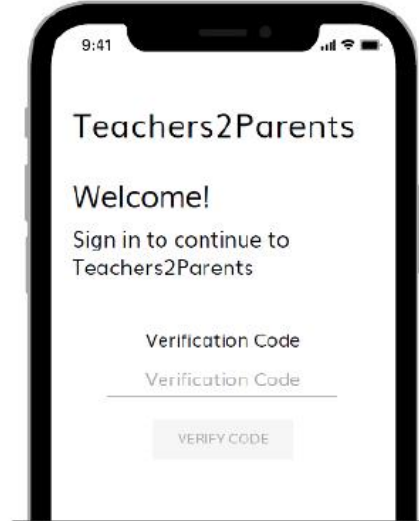 9:41
Teachers2Parents
Welcome!
Sign in to continue to
Teachers2Parents
Verification Code
Verification Code
VERIFY CODE